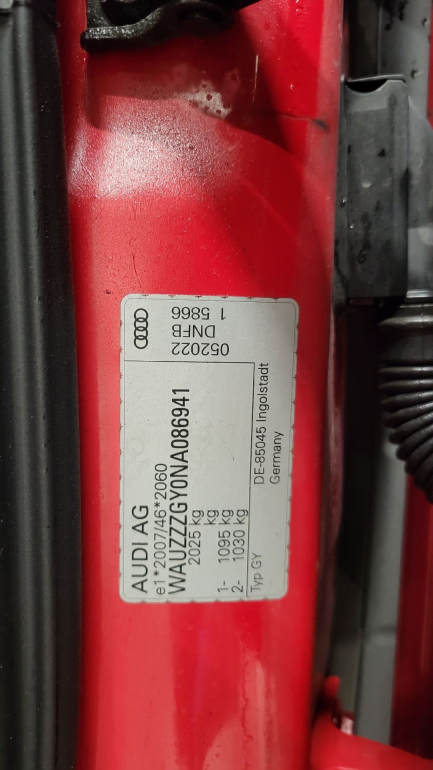 AUDI AG
e1*2007/46*2060
WAUZZZGY0NA086941
2025 kg
kg
1- 1095 kg
2- 1030 kg
Typ GY
DE-85045 Ingolstadt
Germany
052022
DNFB
1 5866